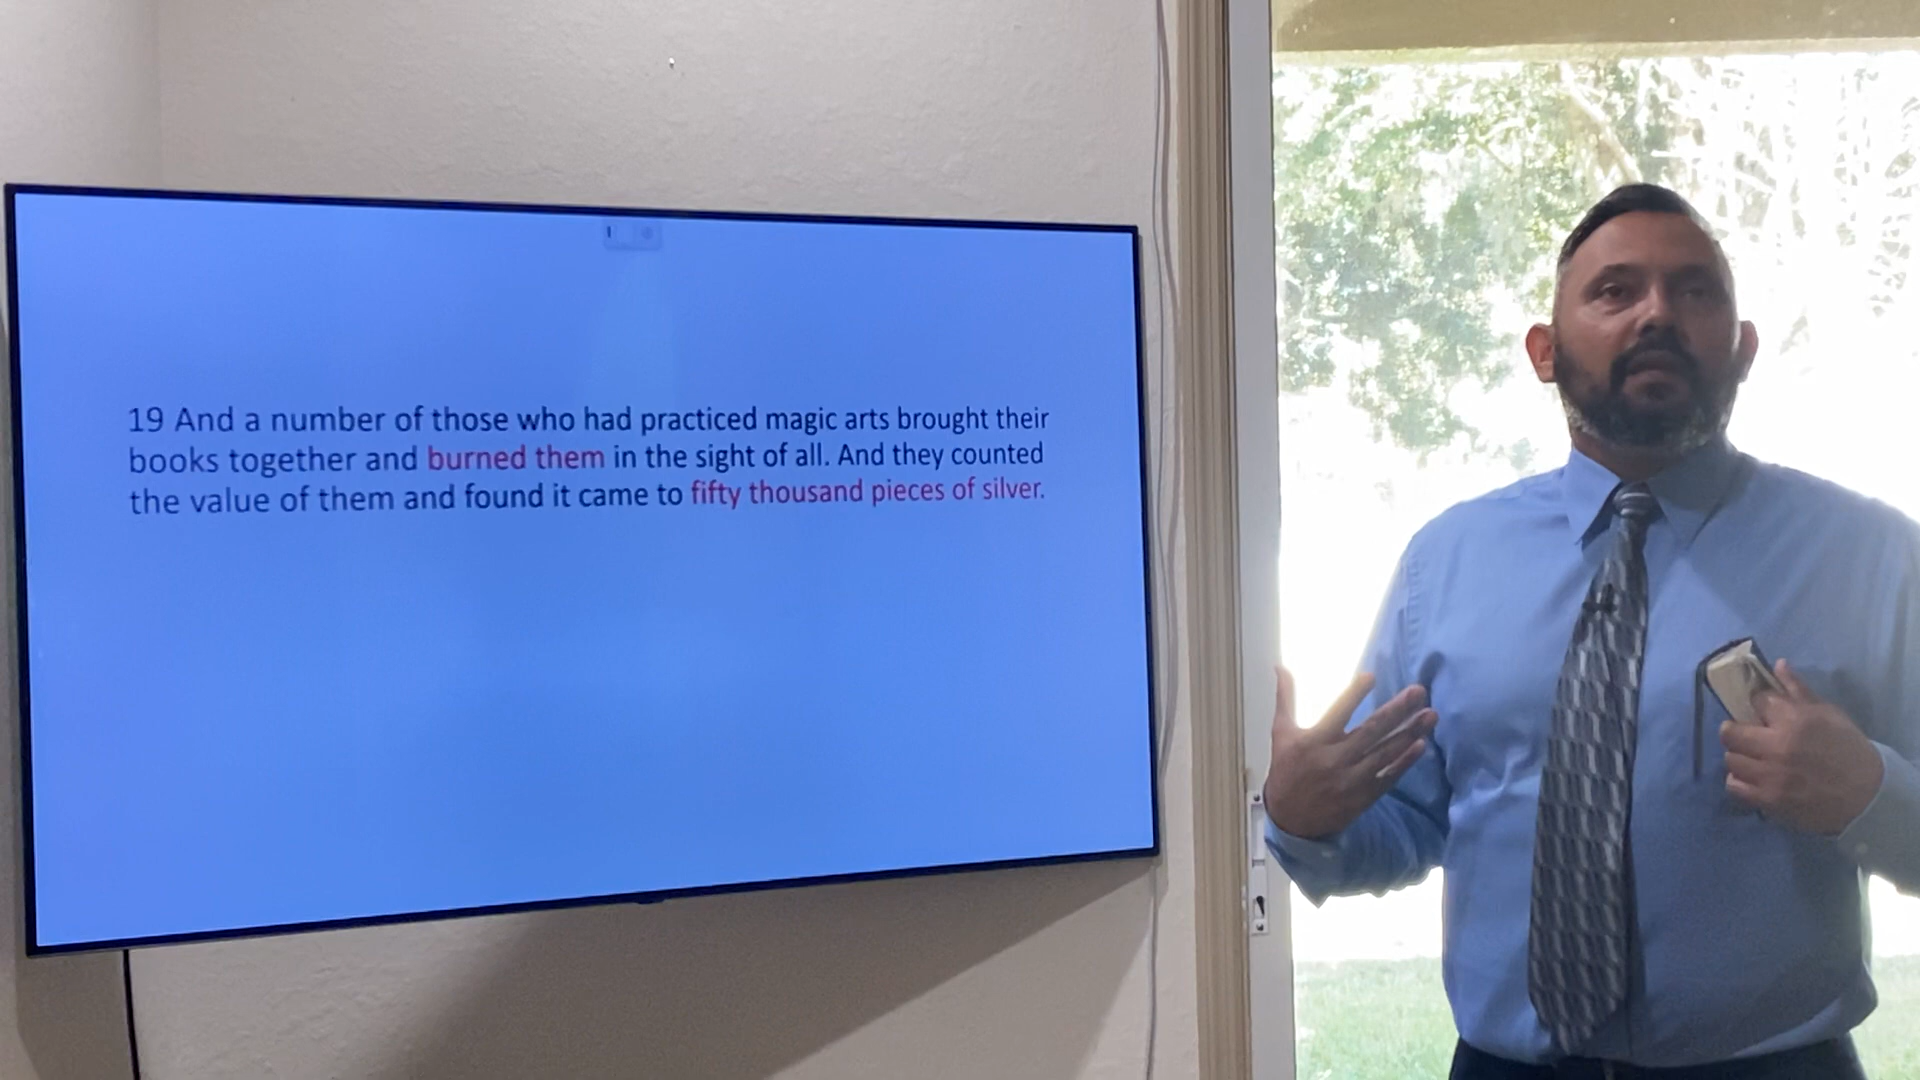 19 And a number of those who had practiced magic arts brought their
books together and burned them in the sight of all. And they counted
the value of them and found it came to fifty thousand pieces of silver.